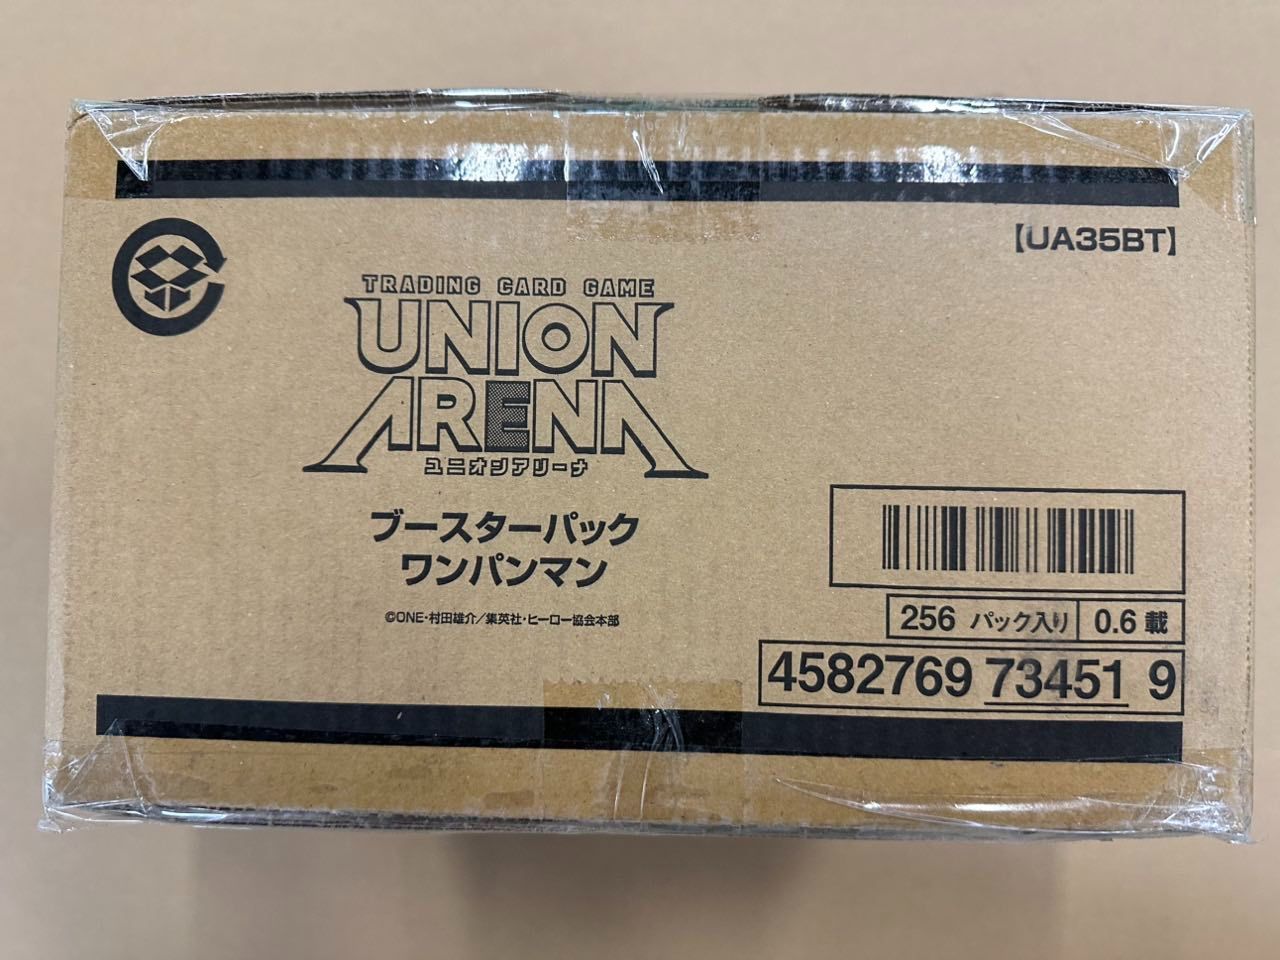 【UA35BT】
TRADING CARD GAME
UNION
ARENA
ユニオンアリーナ
ブースターパック
ワンパンマン
©ONE・村田雄介／集英社・ヒーロー協会本部
256 パック入り 0.6 載
4582769 73451 9